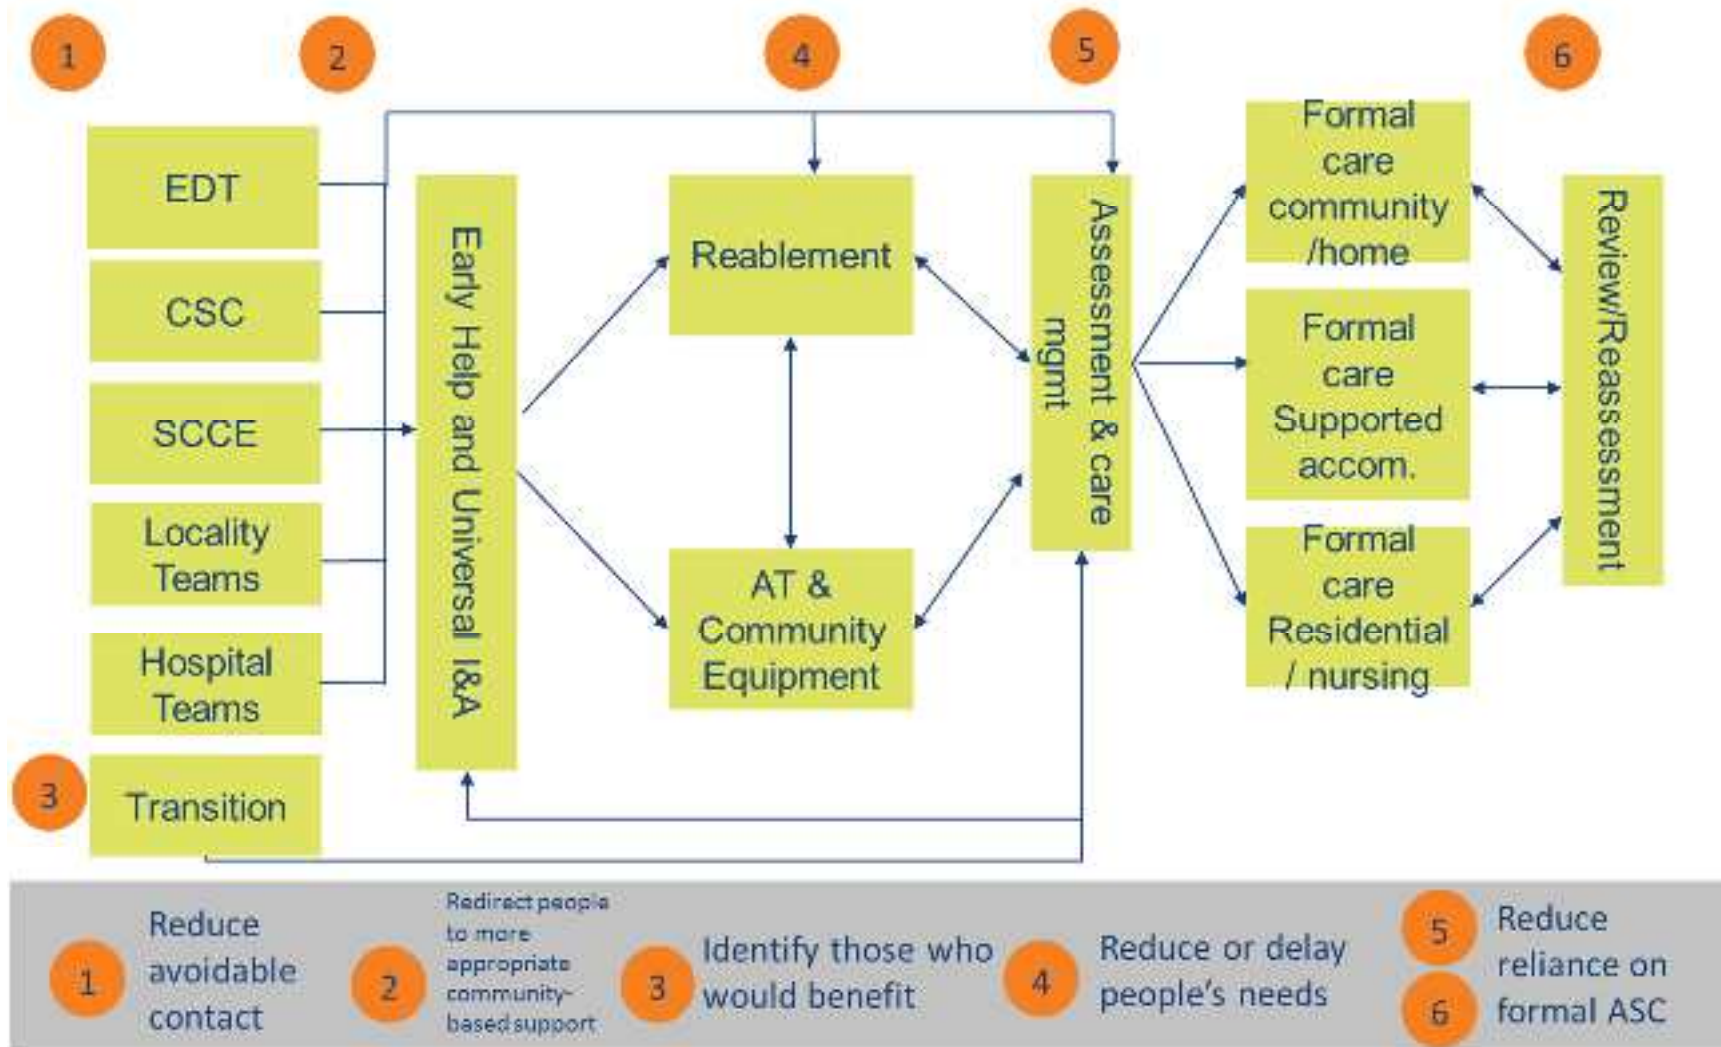 1
2
4
5
6
EDT
CSC
SCCE
Locality
Teams
Hospital
Teams
3
Transition
Early Help and Universal I&A
Reablement
AT &
Community
Equipment
Assessment & care
mgmt
Formal
care
community
/home
Formal
care
Supported
accom.
Formal
care
Residential
/ nursing
Review/Reassessment
1
Reduce
avoidable
contact
2
Redirect people
to more
appropriate
community-
based support
3
Identify those who
would benefit
4
Reduce or delay
people's needs
5
6
Reduce
reliance on
formal ASC